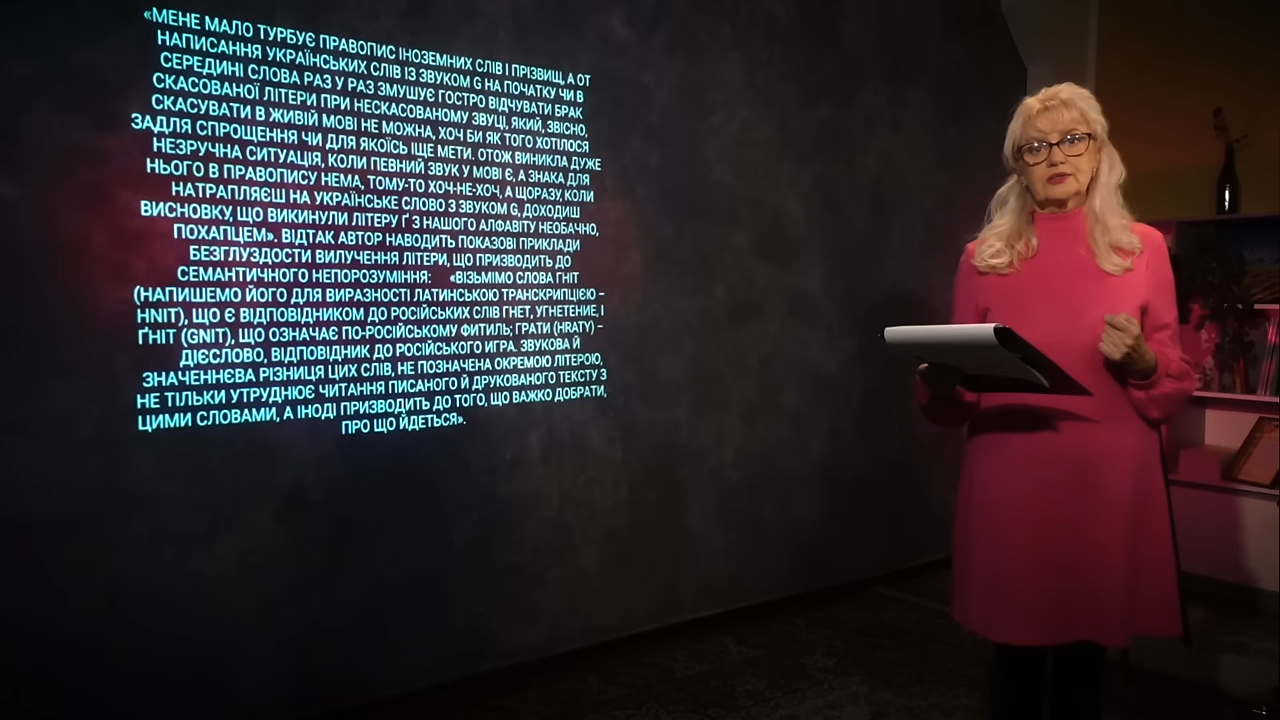 «МЕНЕ МАЛО ТУРБУЄ ПРАВОПИС ІНОЗЕМНИХ СЛІВ І ПРІЗВИЩ, А ОТ
НАПИСАННЯ УКРАЇНСЬКИХ СЛІВ ІЗ ЗВУКОМ G НА ПОЧАТКУ ЧИ В
СЕРЕДИНІ СЛОВА РАЗ У РАЗ ЗМУШУЄ ГОСТРО ВІДЧУВАТИ БРАК
СКАСОВАНОЇ ЛІТЕРИ ПРИ НЕСКАСОВАНОМУ ЗВУЦІ, ЯКИЙ, ЗВІСНО,
СКАСУВАТИ В ЖИВІЙ МОВІ НЕ МОЖНА, ХОЧ БИ ЯК ТОГО ХОТІЛОСЯ
ЗАДЛЯ СПРОЩЕННЯ ЧИ ДЛЯ ЯКОЇСЬ ІЩЕ МЕТИ. ОТОЖ ВИНИКЛА ДУЖЕ
НЕЗРУЧНА СИТУАЦІЯ, КОЛИ ПЕВНИЙ ЗВУК У МОВІ Є, А ЗНАКА ДЛЯ
НЬОГО В ПРАВОПИСУ НЕМА, ТОМУ-ТО ХОЧ-НЕ-ХОЧ, А ЩОРАЗУ, КОЛИ
НАТРАПЛЯЄШ НА УКРАЇНСЬКЕ СЛОВО З ЗВУКОМ G, ДОХОДИШ
ВИСНОВКУ, ЩО ВИКИНУЛИ ЛІТЕРУ Ґ З НАШОГО АЛФАВІТУ НЕОБАЧНО,
ПОХАПЦЕМ». ВІДТАК АВТОР НАВОДИТЬ ПОКАЗОВІ ПРИКЛАДИ
БЕЗГЛУЗДОСТИ ВИЛУЧЕННЯ ЛІТЕРИ, ЩО ПРИЗВОДИТЬ ДО
СЕМАНТИЧНОГО НЕПОРОЗУМІННЯ: «ВІЗЬМІМО СЛОВА ГНІТ
(НАПИШЕМО ЙОГО ДЛЯ ВИРАЗНОСТІ ЛАТИНСЬКОЮ ТРАНСКРИПЦІЄЮ –
HNIT), ЩО Є ВІДПОВІДНИКОМ ДО РОСІЙСЬКИХ СЛІВ ГНЕТ, УГНЕТЕНИЕ, І
ҐНІТ (GNIT), ЩО ОЗНАЧАЄ ПО-РОСІЙСЬКОМУ ФИТИЛЬ; ГРАТИ (HRATY) –
ДІЄСЛОВО, ВІДПОВІДНИК ДО РОСІЙСЬКОГО ИГРА. ЗВУКОВА Й
ЗНАЧЕННЄВА РІЗНИЦЯ ЦИХ СЛІВ, НЕ ПОЗНАЧЕНА ОКРЕМОЮ ЛІТЕРОЮ,
НЕ ТІЛЬКИ УТРУДНЮЄ ЧИТАННЯ ПИСАНОГО Й ДРУКОВАНОГО ТЕКСТУ З
ЦИМИ СЛОВАМИ, А ІНОДІ ПРИЗВОДИТЬ ДО ТОГО, ЩО ВАЖКО ДОБРАТИ,
ПРО ЩО ЙДЕТЬСЯ».